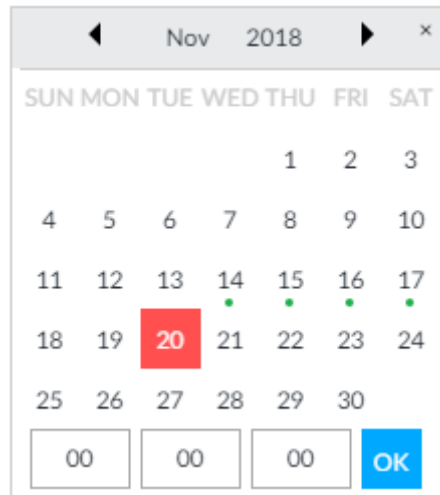 Nov 2018 ×
SUN MON TUE WED THU FRI SAT
1 2 3
4 5 6 7 8 9 10
11 12 13 14 15 16 17
18 19 20 21 22 23 24
25 26 27 28 29 30
00 00 00 OK